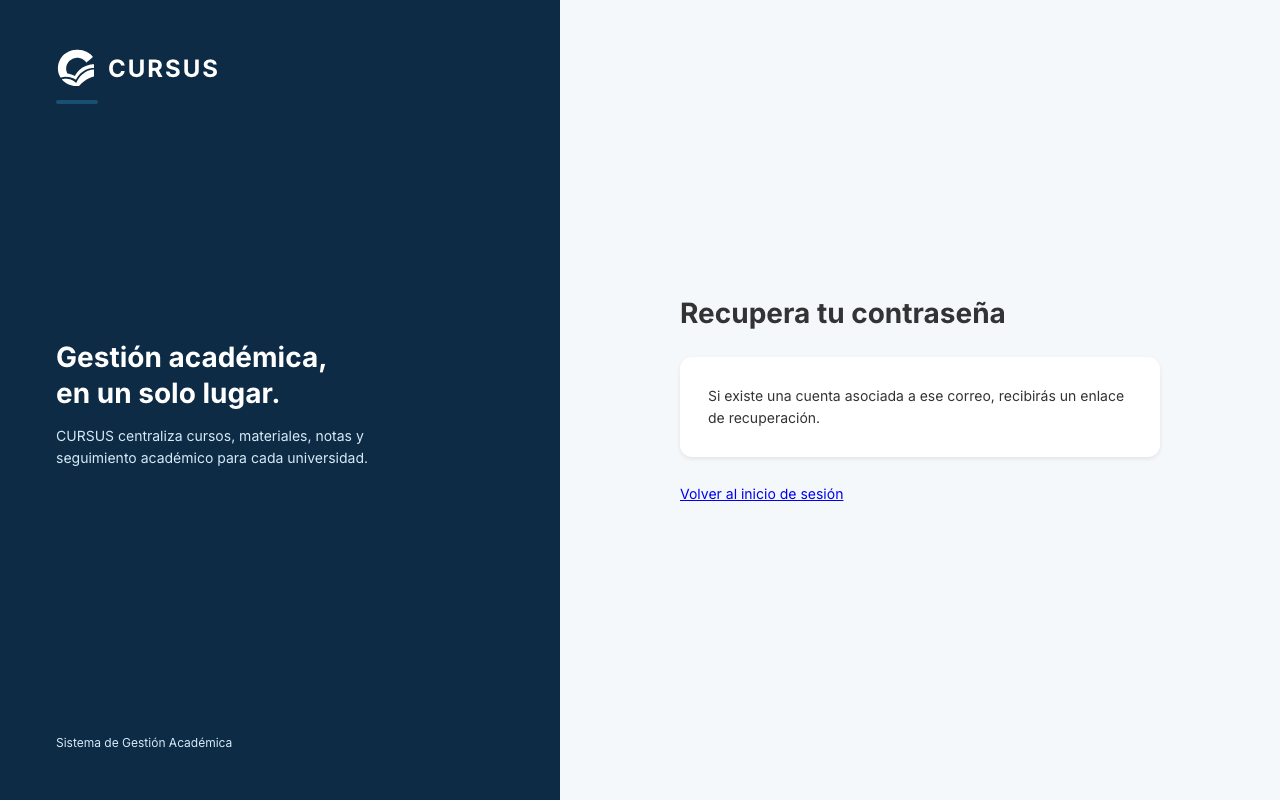 CURSUS
Gestión académica,
en un solo lugar.
CURSUS centraliza cursos, materiales, notas y
seguimiento académico para cada universidad.
Sistema de Gestión Académica
Recupera tu contraseña
Si existe una cuenta asociada a ese correo, recibirás un enlace
de recuperación.
Volver al inicio de sesión